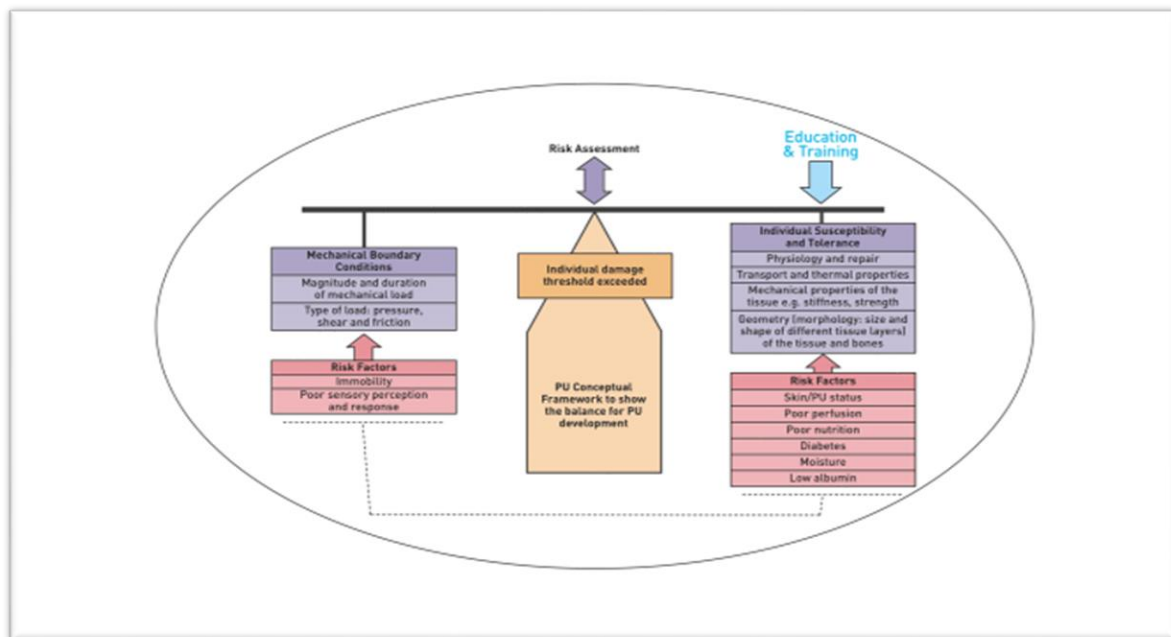 Risk Assessment
Education
& Training
Mechanical Boundary
Conditions
Magnitude and duration
of mechanical load
Type of load: pressure,
shear and friction
Risk Factors
Immobility
Poor sensory perception
and response
Individual damage
threshold exceeded
PU Conceptual
Framework to show
the balance for PU
development
Individual Susceptibility
and Tolerance
Physiology and repair
Transport and thermal properties
Mechanical properties of the
tissue e.g. stiffness, strength
Geometry (morphology: size and
shape of different tissue layers)
of the tissue and bones
Risk Factors
Skin/PU status
Poor perfusion
Poor nutrition
Diabetes
Moisture
Low albumin